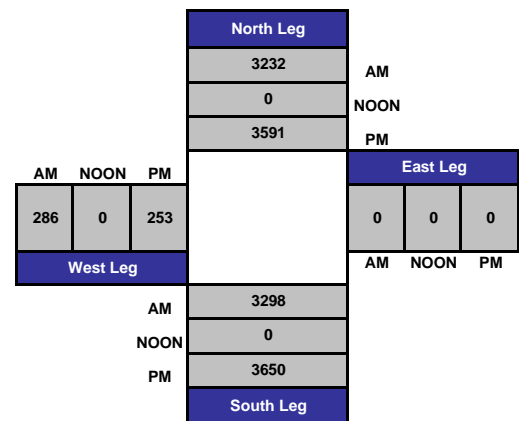 North Leg
3232 AM
0 NOON
3591 PM
AM NOON PM East Leg
286 0 253 0 0 0
West Leg AM NOON PM
AM 3298
NOON 0
PM 3650
South Leg